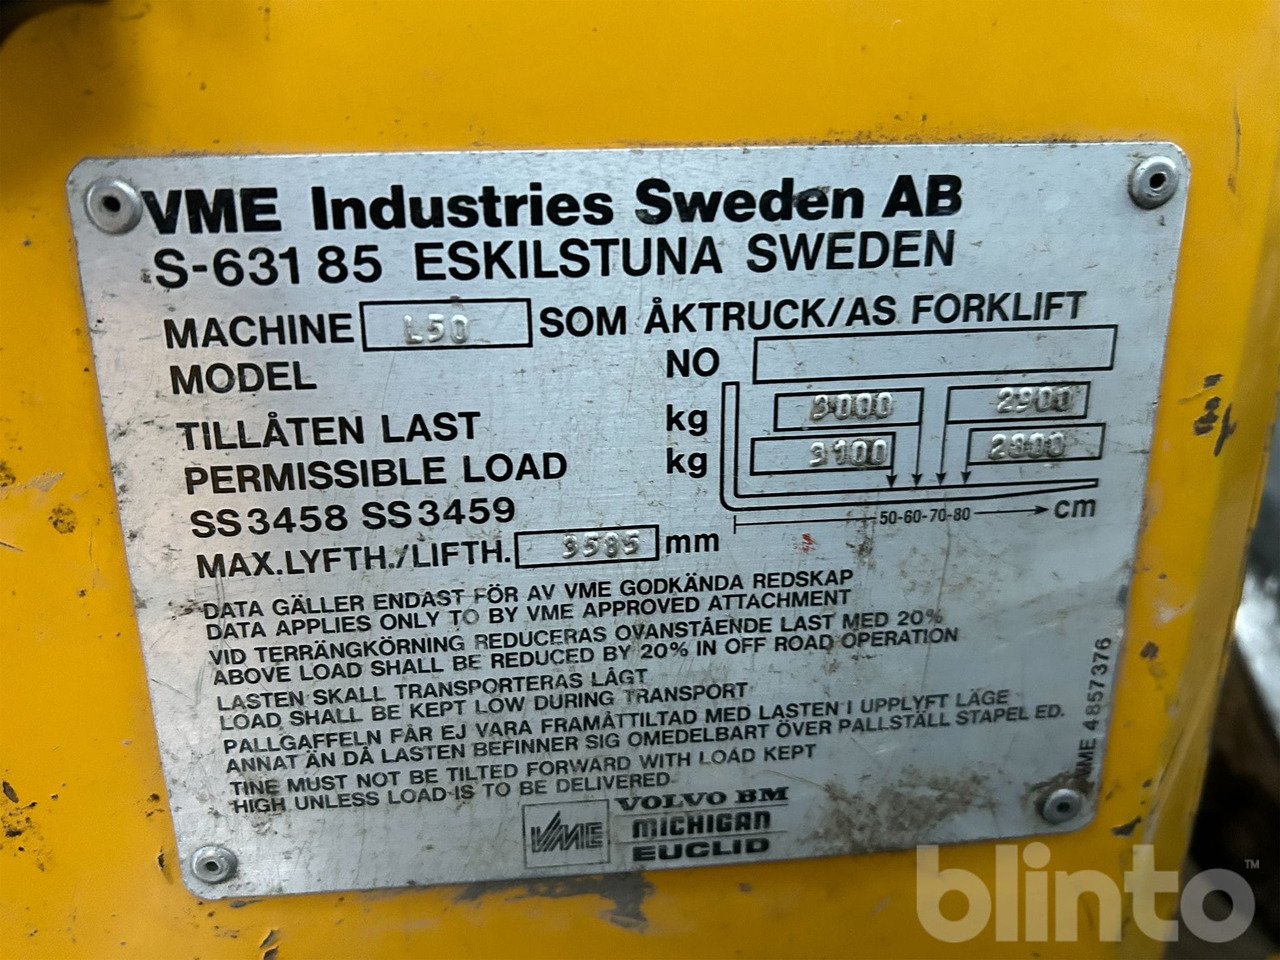 VME Industries Sweden AB
S-631 85 ESKILSTUNA SWEDEN
MACHINE L50 SOM ÅKTRUCK/AS FORKLIFT
MODEL NO
TILLÅTEN LAST kg 3000 2900
PERMISSIBLE LOAD kg 3100 2800
SS3458 SS3459 50-60-70-80 cm
MAX.LYFTH./LIFTH. 3585 mm
DATA GÄLLER ENDAST FÖR AV VME GODKÄNDA REDSKAP
DATA APPLIES ONLY TO BY VME APPROVED ATTACHMENT
VID TERRÄNGKÖRNING REDUCERAS OVANSTÅENDE LAST MED 20%
ABOVE LOAD SHALL BE REDUCED BY 20% IN OFF ROAD OPERATION
LASTEN SKALL TRANSPORTERAS LÅGT
LOAD SHALL BE KEPT LOW DURING TRANSPORT
PALLGAFFELN FÅR EJ VARA FRAMÅTTILTAD MED LASTEN I UPPLYFT LÄGE
ANNAT ÄN DÅ LASTEN BEFINNER SIG OMEDELBART ÖVER PALLSTÄLL STAPEL ED.
TINE MUST NOT BE TILTED FORWARD WITH LOAD KEPT
HIGH UNLESS LOAD IS TO BE DELIVERED.
VME 4857376
VME
VOLVO BM
MICHIGAN
EUCLID
blinto™